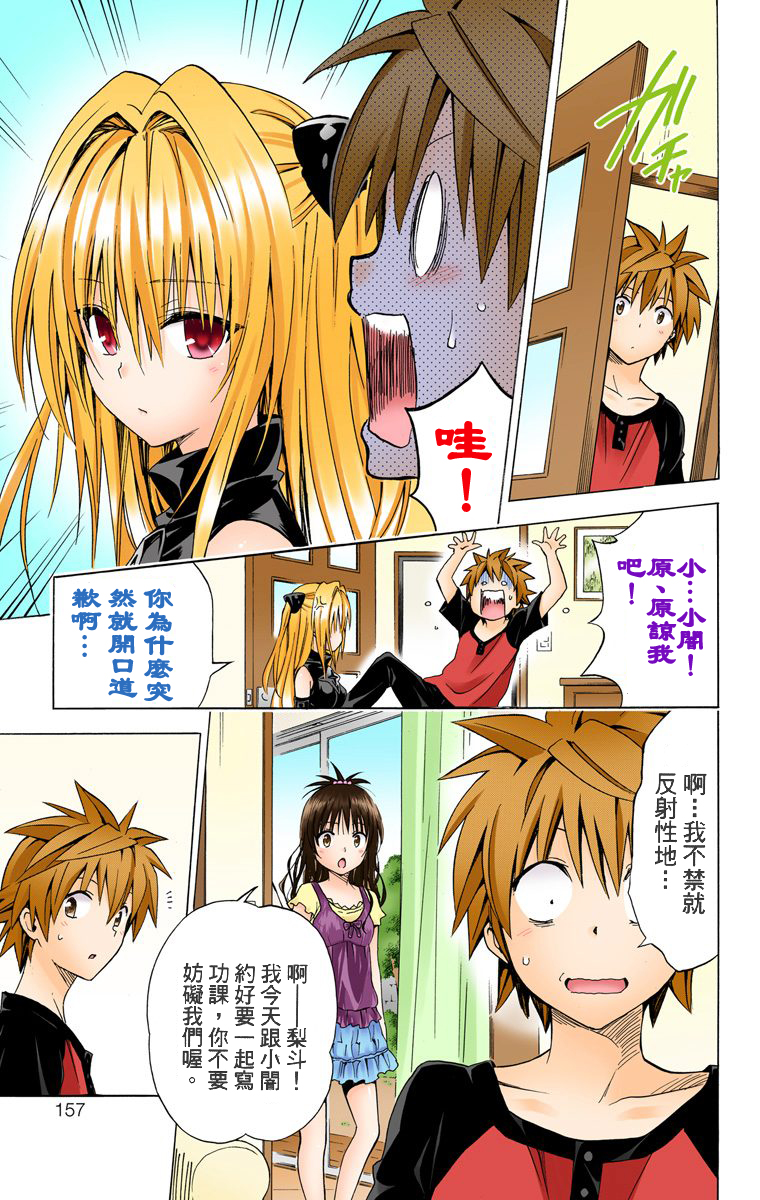 ガチャ
哇！
小…小闇！
原、原諒我
吧！
你為什麼突
然就開口道
歉啊…
啊…我不禁就
反射性地…
啊——梨斗！
我今天跟小闇
約好要一起寫
功課，你不要
妨礙我們喔。
157